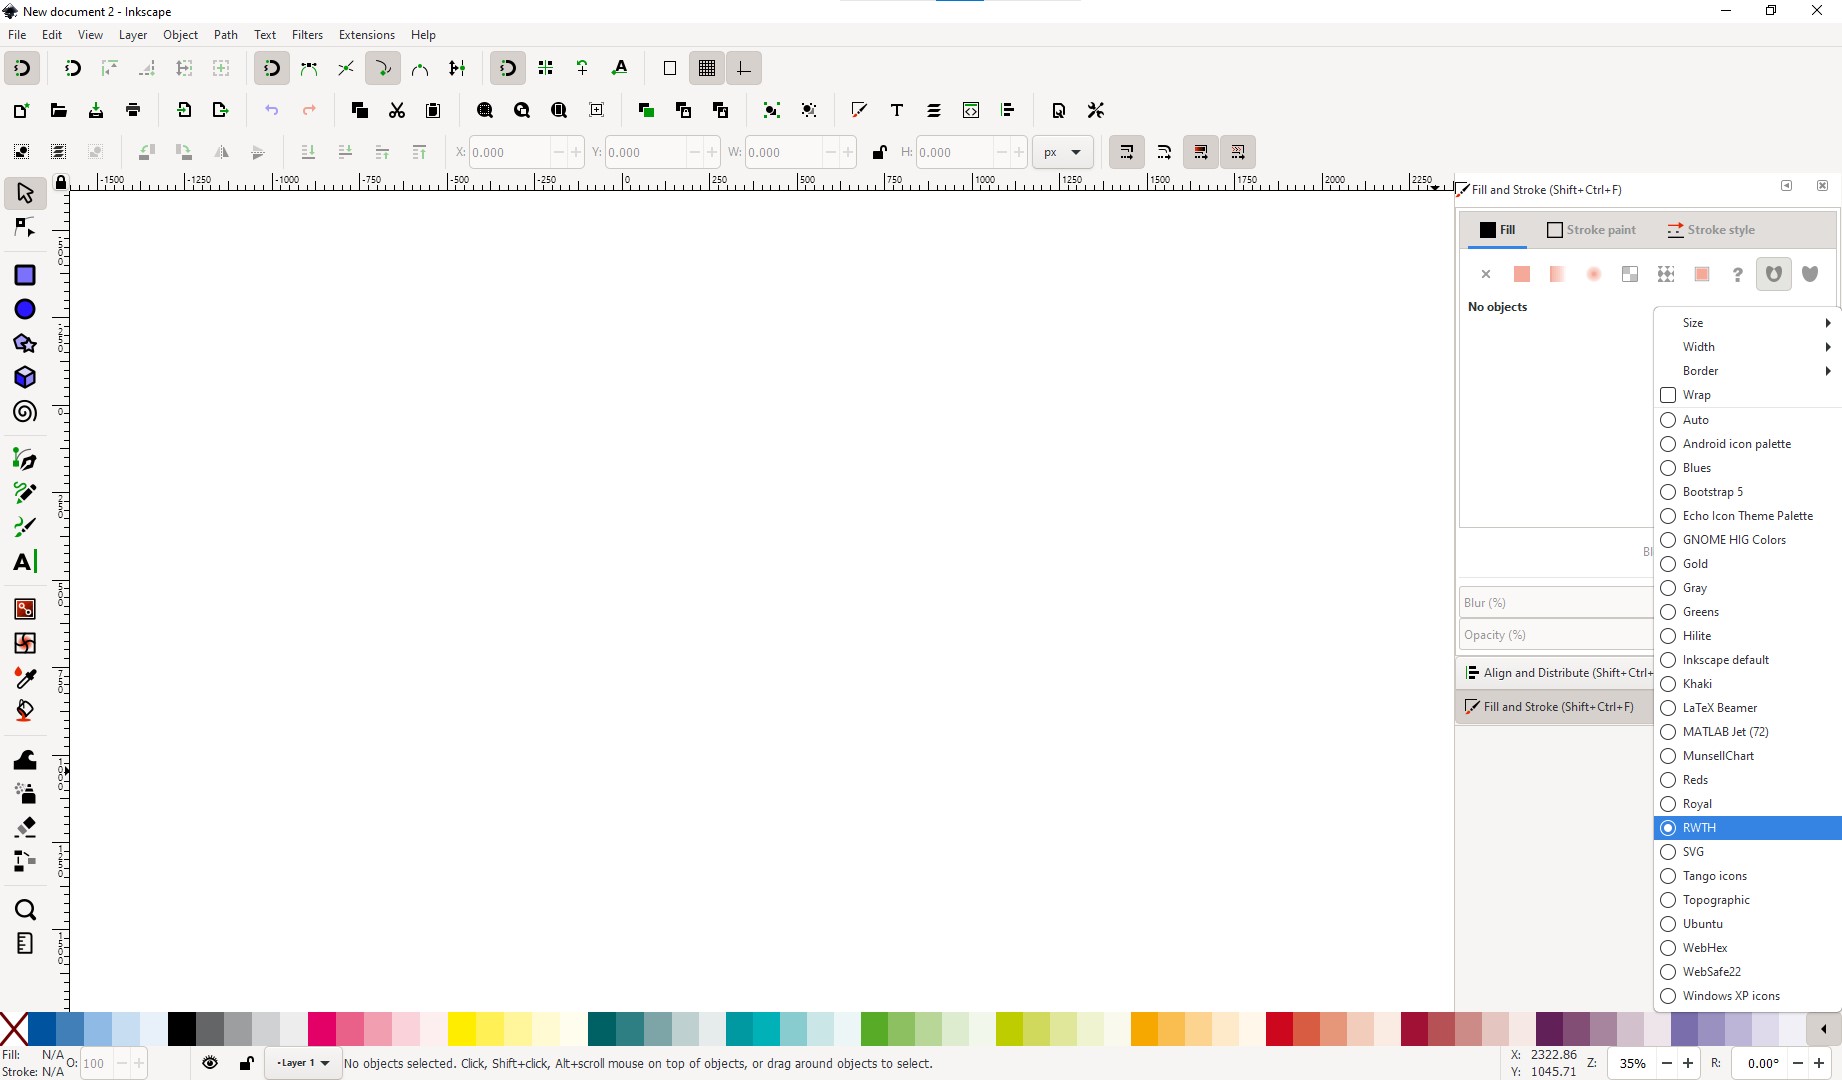 New document 2 - Inkscape
File Edit View Layer Object Path Text Filters Extensions Help
X: 0.000 Y: 0.000 W: 0.000 H: 0.000 px
-1500 -1250 -1000 -750 -500 -250 0 250 500 750 1000 1250 1500 1750 2000 2250
Fill and Stroke (Shift+Ctrl+F)
Fill Stroke paint Stroke style
No objects
Size
Width
Border
Wrap
Auto
Android icon palette
Blues
Bootstrap 5
Echo Icon Theme Palette
GNOME HIG Colors
Gold
Gray
Greens
Hilite
Inkscape default
Khaki
LaTeX Beamer
MATLAB Jet (72)
MunsellChart
Reds
Royal
RWTH
SVG
Tango icons
Topographic
Ubuntu
WebHex
WebSafe22
Windows XP icons
Bl
Blur (%)
Opacity (%)
Align and Distribute (Shift+Ctrl+
Fill and Stroke (Shift+Ctrl+F)
Fill: N/A
Stroke: N/A
O: 100
-Layer 1
No objects selected. Click, Shift+click, Alt+scroll mouse on top of objects, or drag around objects to select.
X: 2322.86
Y: 1045.71
Z: 35%
R: 0.00°